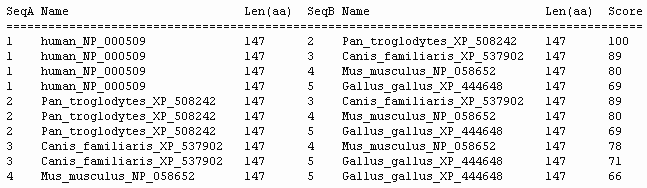 SeqA Name Len(aa) SeqB Name Len(aa) Score
===================================================================================
1 human_NP_000509 147 2 Pan_troglodytes_XP_508242 147 100
1 human_NP_000509 147 3 Canis_familiaris_XP_537902 147 89
1 human_NP_000509 147 4 Mus_musculus_NP_058652 147 80
1 human_NP_000509 147 5 Gallus_gallus_XP_444648 147 69
2 Pan_troglodytes_XP_508242 147 3 Canis_familiaris_XP_537902 147 89
2 Pan_troglodytes_XP_508242 147 4 Mus_musculus_NP_058652 147 80
2 Pan_troglodytes_XP_508242 147 5 Gallus_gallus_XP_444648 147 69
3 Canis_familiaris_XP_537902 147 4 Mus_musculus_NP_058652 147 78
3 Canis_familiaris_XP_537902 147 5 Gallus_gallus_XP_444648 147 71
4 Mus_musculus_NP_058652 147 5 Gallus_gallus_XP_444648 147 66